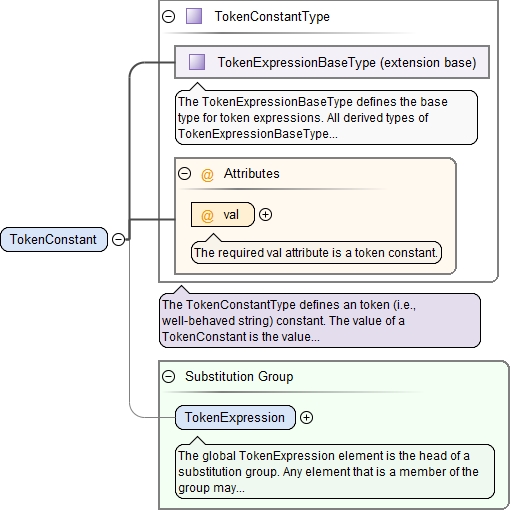 TokenConstantType
TokenExpressionBaseType (extension base)
The TokenExpressionBaseType defines the base
type for token expressions. All derived types of
TokenExpressionBaseType...
@ Attributes
@ val
The required val attribute is a token constant.
TokenConstant
The TokenConstantType defines an token (i.e.,
well-behaved string) constant. The value of a
TokenConstant is the value...
Substitution Group
TokenExpression
The global TokenExpression element is the head of a
substitution group. Any element that is a member of the
group may...